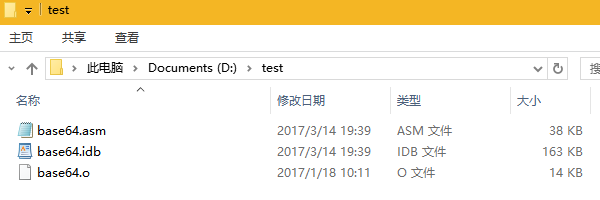 test
主页 共享 查看
此电脑 Documents (D:) test
名称 修改日期 类型 大小
base64.asm 2017/3/14 19:39 ASM 文件 38 KB
base64.idb 2017/3/14 19:39 IDB 文件 163 KB
base64.o 2017/1/18 10:11 O 文件 14 KB